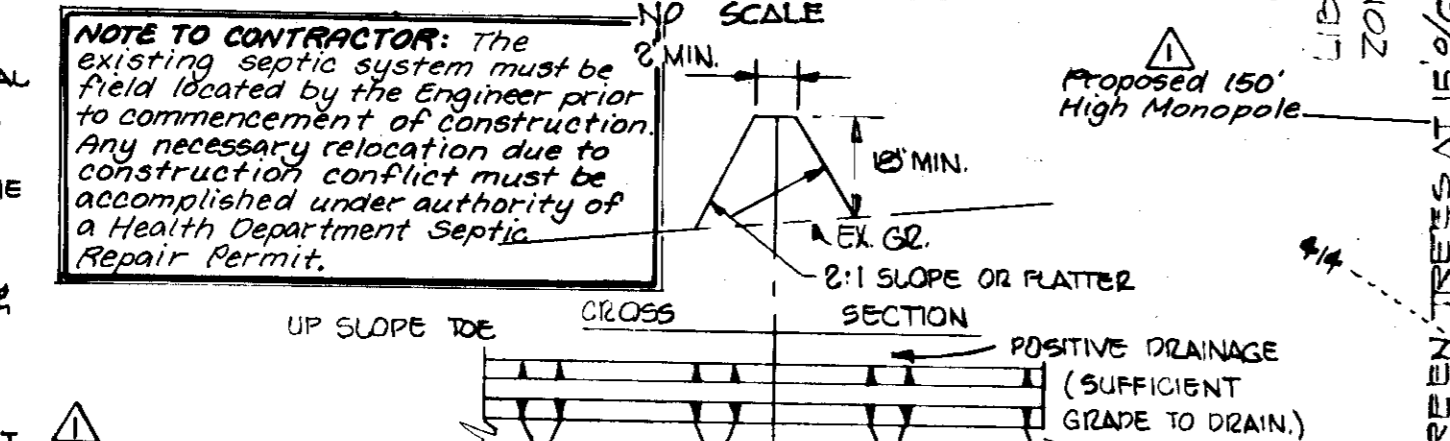 NO SCALE
NOTE TO CONTRACTOR: The
existing septic system must be
field located by the Engineer prior
to commencement of construction.
Any necessary relocation due to
construction conflict must be
accomplished under authority of
a Health Department Septic
Repair Permit.
2' MIN.
MIN.
EX. GR.
2:1 SLOPE OR FLATTER
CROSS SECTION
UP SLOPE TOE
POSITIVE DRAINAGE
(SUFFICIENT
GRADE TO DRAIN.)
1
Proposed 150'
High Monopole
TREES AT 15' o/c
1